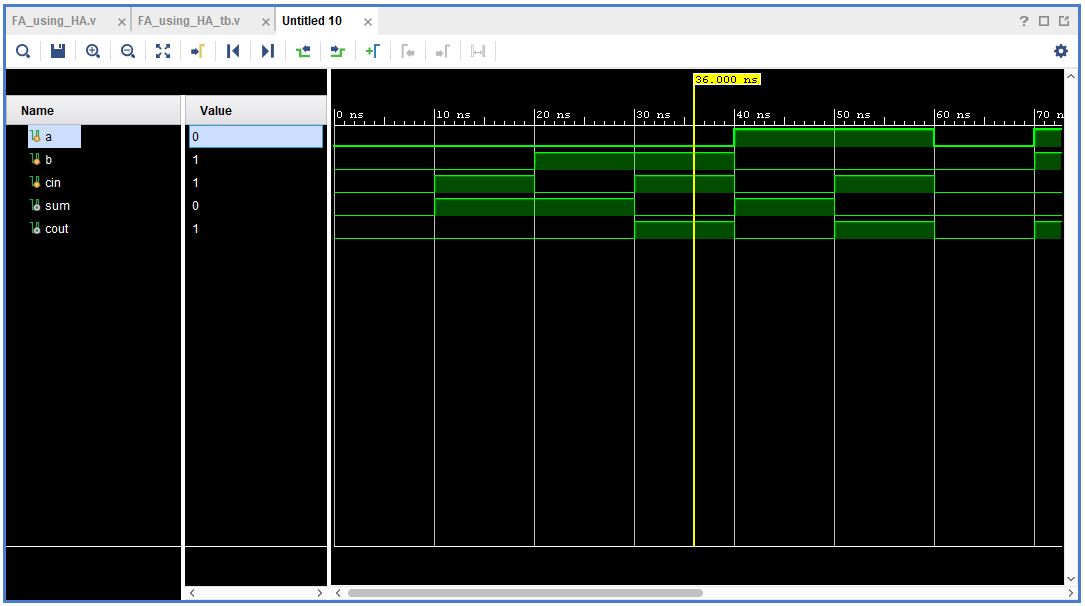 FA_using_HA.v
FA_using_HA_tb.v
Untitled 10
36.000 ns
Name
Value
0 ns
10 ns
20 ns
30 ns
40 ns
50 ns
60 ns
70 n
a
0
b
1
cin
1
sum
0
cout
1